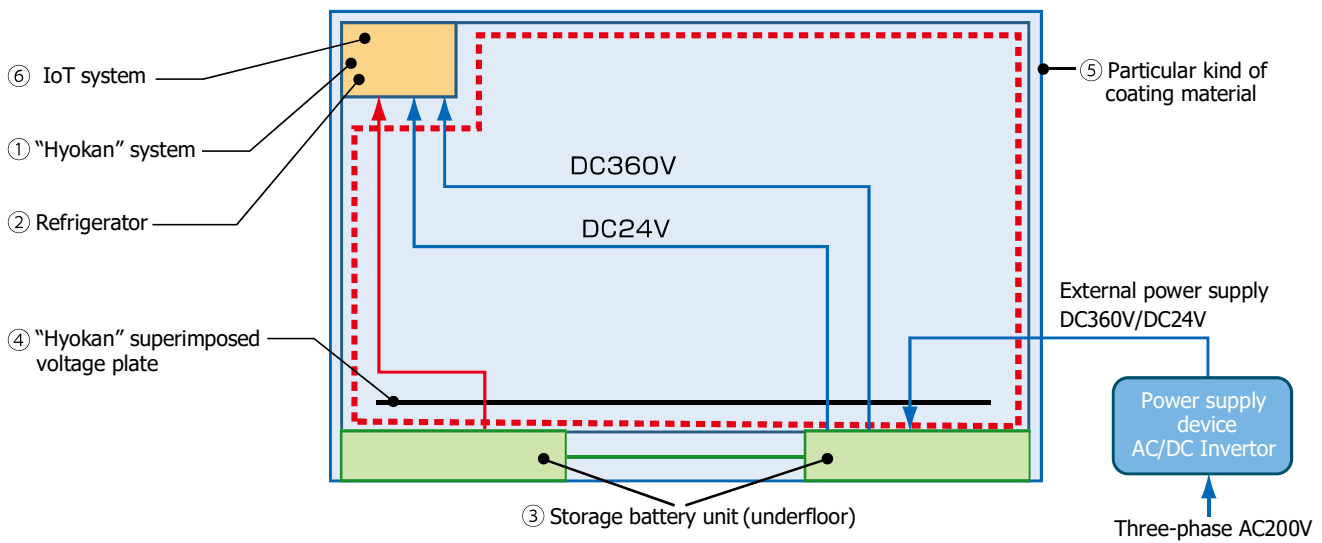 ⑥ IoT system
① “Hyokan” system
② Refrigerator
④ “Hyokan” superimposed
voltage plate
DC360V
DC24V
⑤ Particular kind of
coating material
External power supply
DC360V/DC24V
Power supply
device
AC/DC Invertor
Three-phase AC200V
③ Storage battery unit (underfloor)